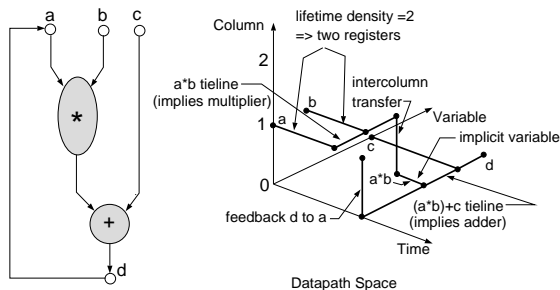 a
b
c
*
+
d
Column
lifetime density =2
=> two registers
2
a*b tieline
(implies multiplier)
intercolumn
transfer
b
Variable
1
a
c
implicit variable
d
0
a*b
feedback d to a
(a*b)+c tieline
(implies adder)
Time
Datapath Space